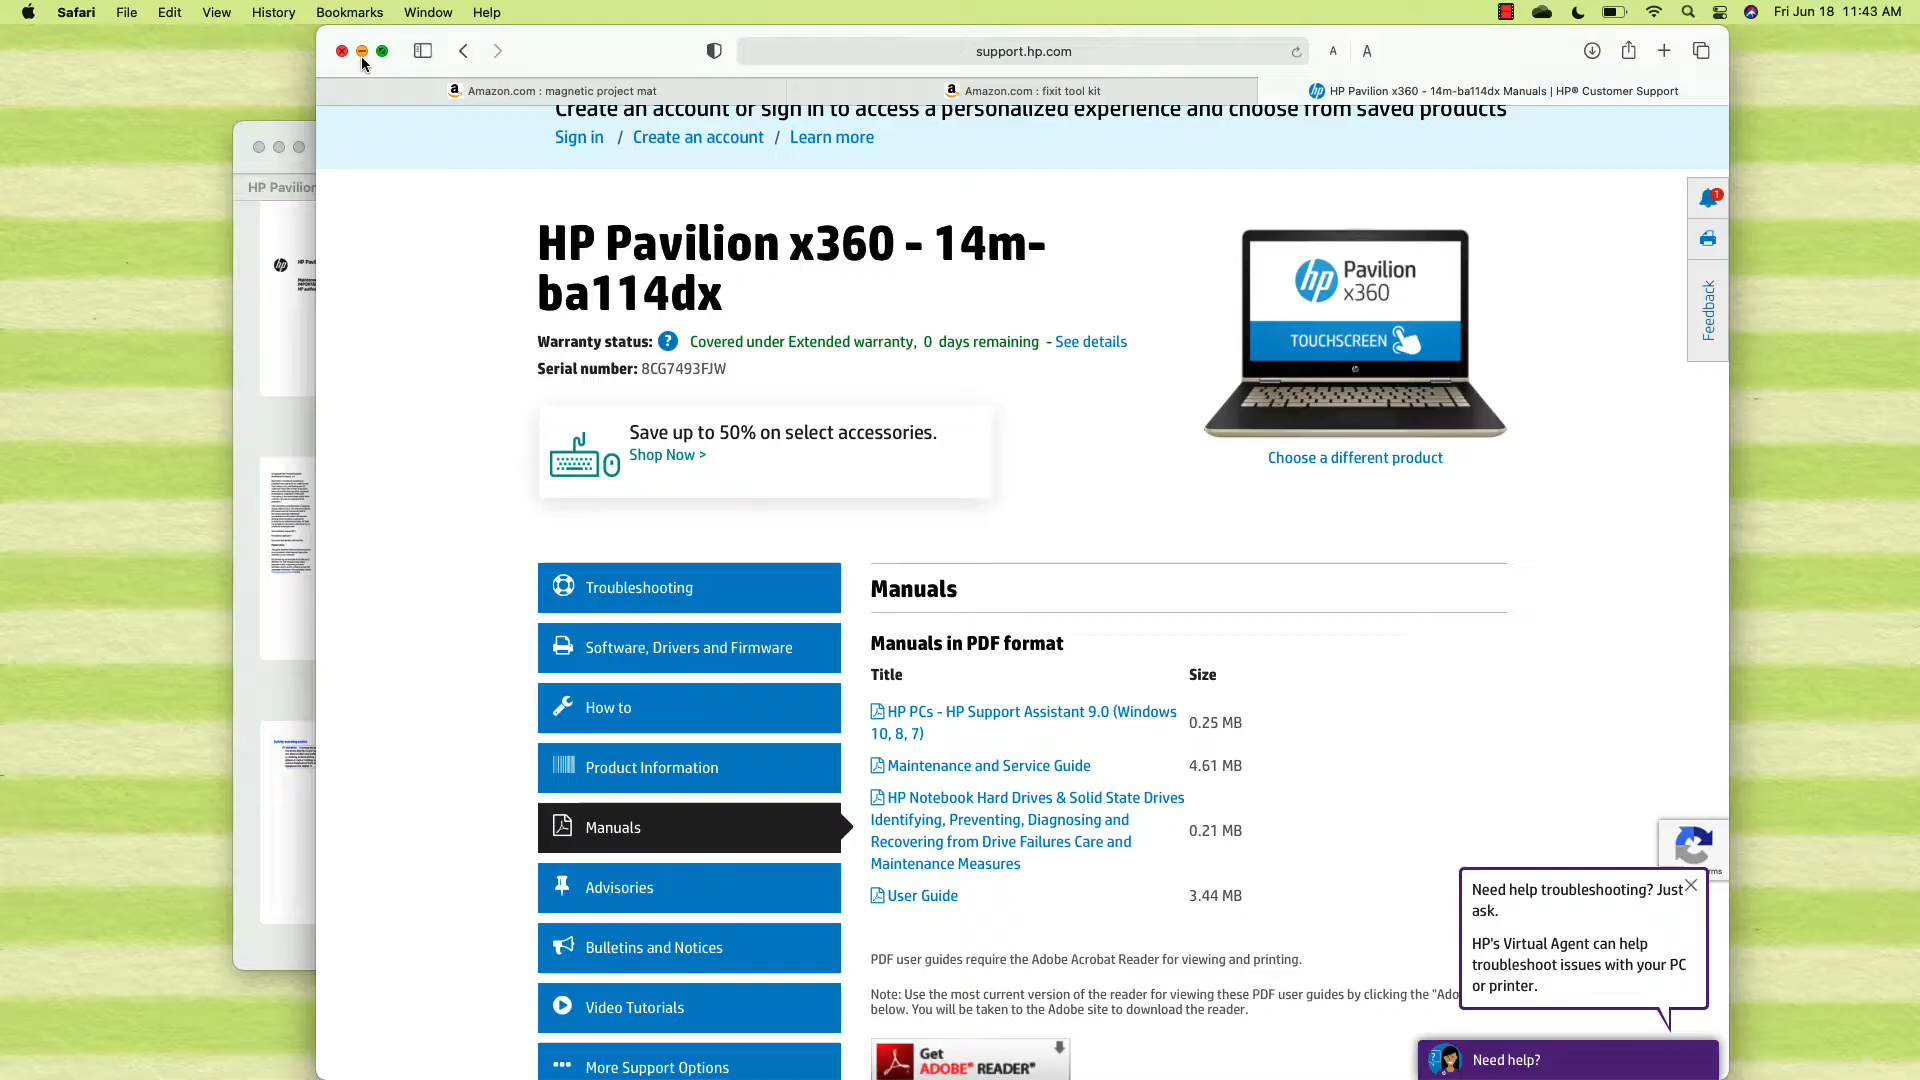 Safari File Edit View History Bookmarks Window Help Fri Jun 18 11:43 AM
support.hp.com A A
Amazon.com : magnetic project mat Amazon.com : fixit tool kit HP Pavilion x360 - 14m-ba114dx Manuals | HP® Customer Support
Create an account or sign in to access a personalized experience and choose from saved products
Sign in / Create an account / Learn more
HP Pavilion
1
HP Pavilion x360 - 14m-
ba114dx
hp Pavilion
x360
TOUCHSCREEN
Feedback
Warranty status: ? Covered under Extended warranty, 0 days remaining - See details
Serial number: 8CG7493FJW
Save up to 50% on select accessories.
Shop Now >
Choose a different product
Troubleshooting
Software, Drivers and Firmware
How to
Product Information
Manuals
Advisories
Bulletins and Notices
Video Tutorials
More Support Options
Manuals
Manuals in PDF format
Title Size
HP PCs - HP Support Assistant 9.0 (Windows
10, 8, 7) 0.25 MB
Maintenance and Service Guide 4.61 MB
HP Notebook Hard Drives & Solid State Drives
Identifying, Preventing, Diagnosing and
Recovering from Drive Failures Care and
Maintenance Measures 0.21 MB
User Guide 3.44 MB
PDF user guides require the Adobe Acrobat Reader for viewing and printing.
Note: Use the most current version of the reader for viewing these PDF user guides by clicking the "Ado
below. You will be taken to the Adobe site to download the reader.
Get
ADOBE® READER®
Need help troubleshooting? Just
ask.
HP's Virtual Agent can help
troubleshoot issues with your PC
or printer.
Need help?